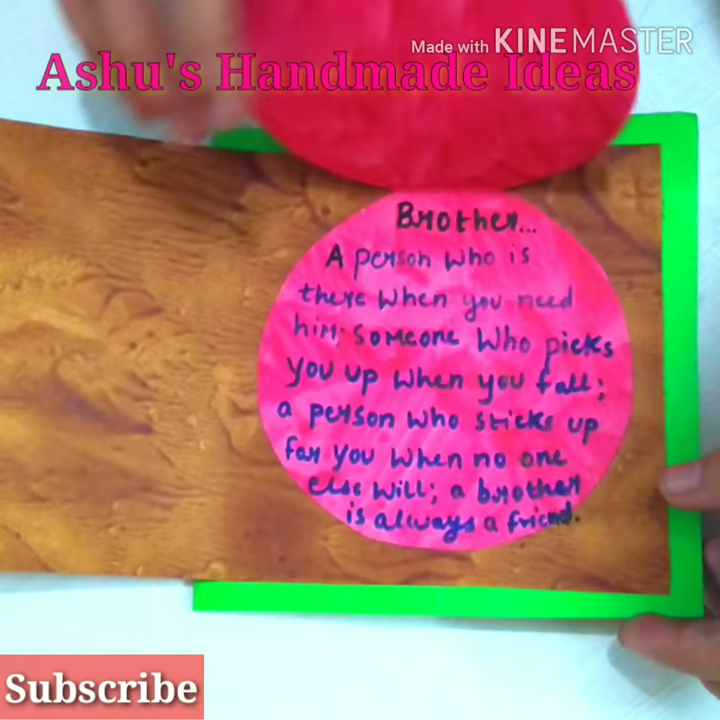 Made with KINEMASTER
Ashu's Handmade Ideas
Brother...
A person who is
there when you need
him; someone who picks
you up when you fall;
a person who sticks up
for you when no one
else will; a brother
is always a friend.
Subscribe